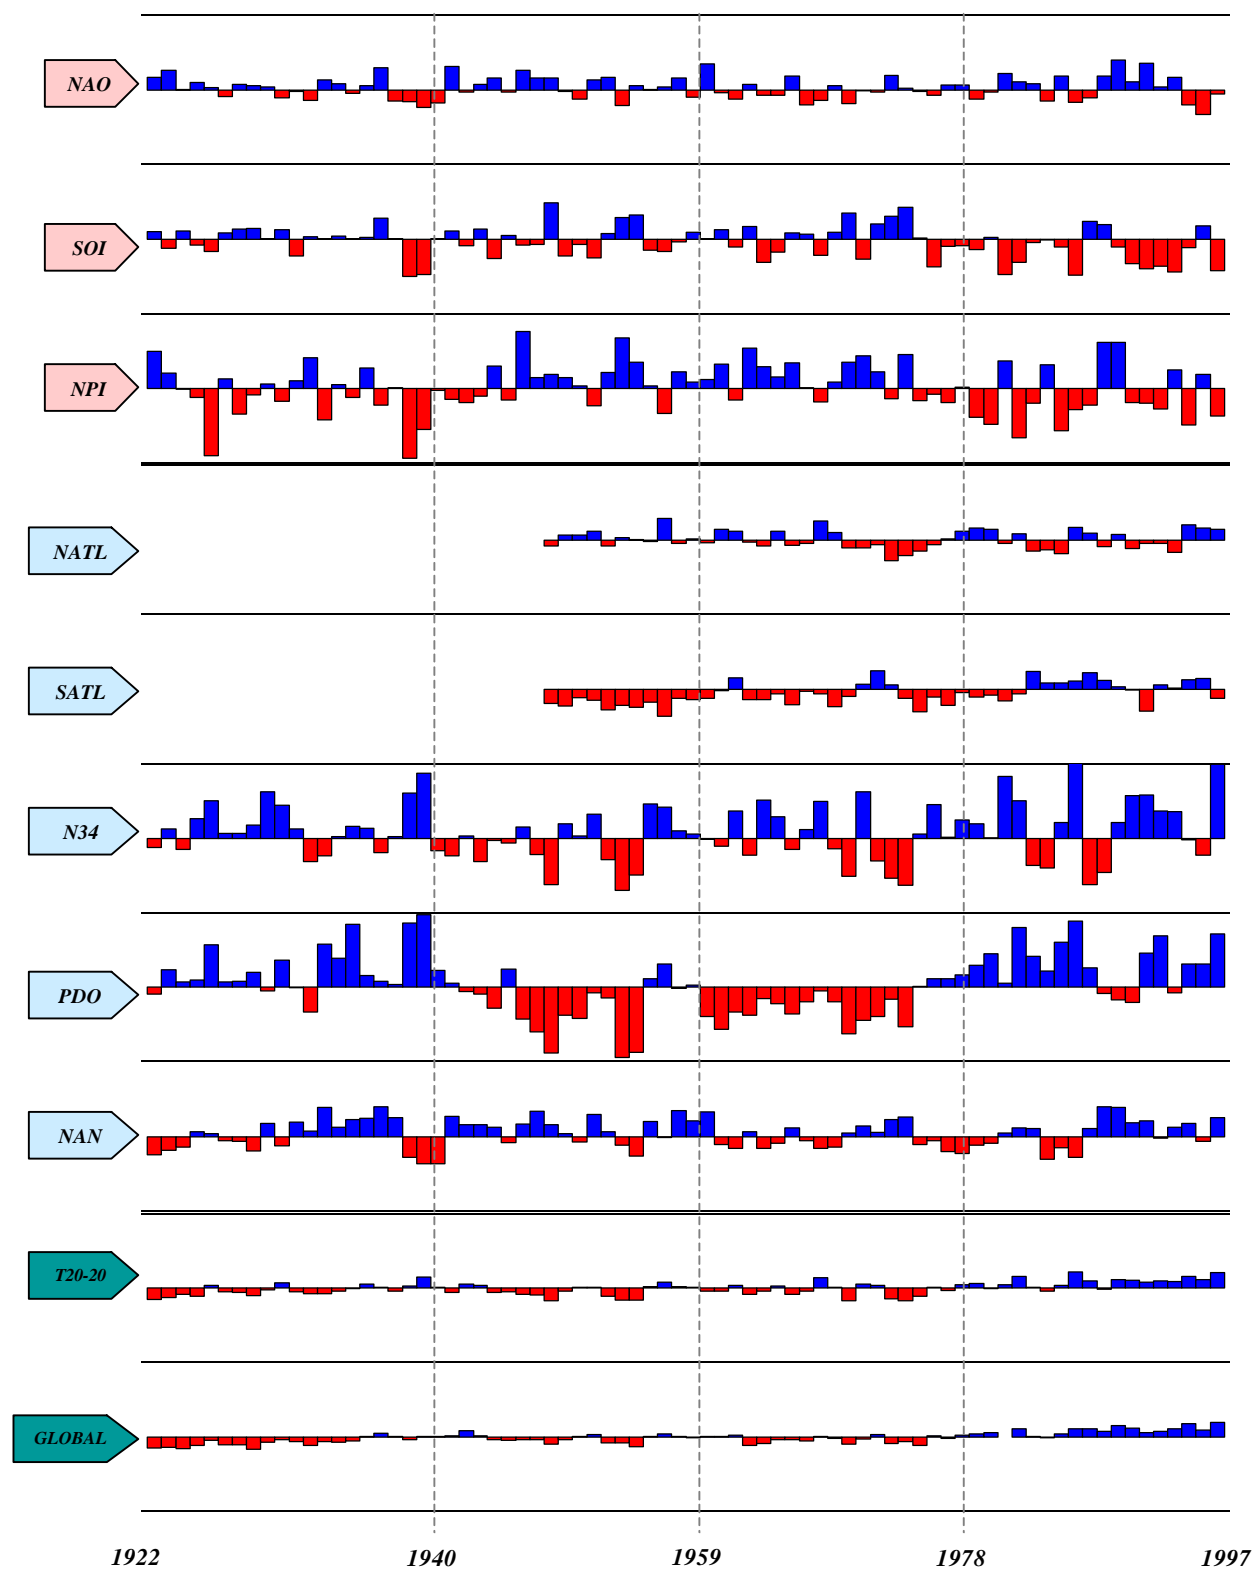 NAO
SOI
NPI
NATL
SATL
N34
PDO
NAN
T20-20
GLOBAL
1922 1940 1959 1978 1997